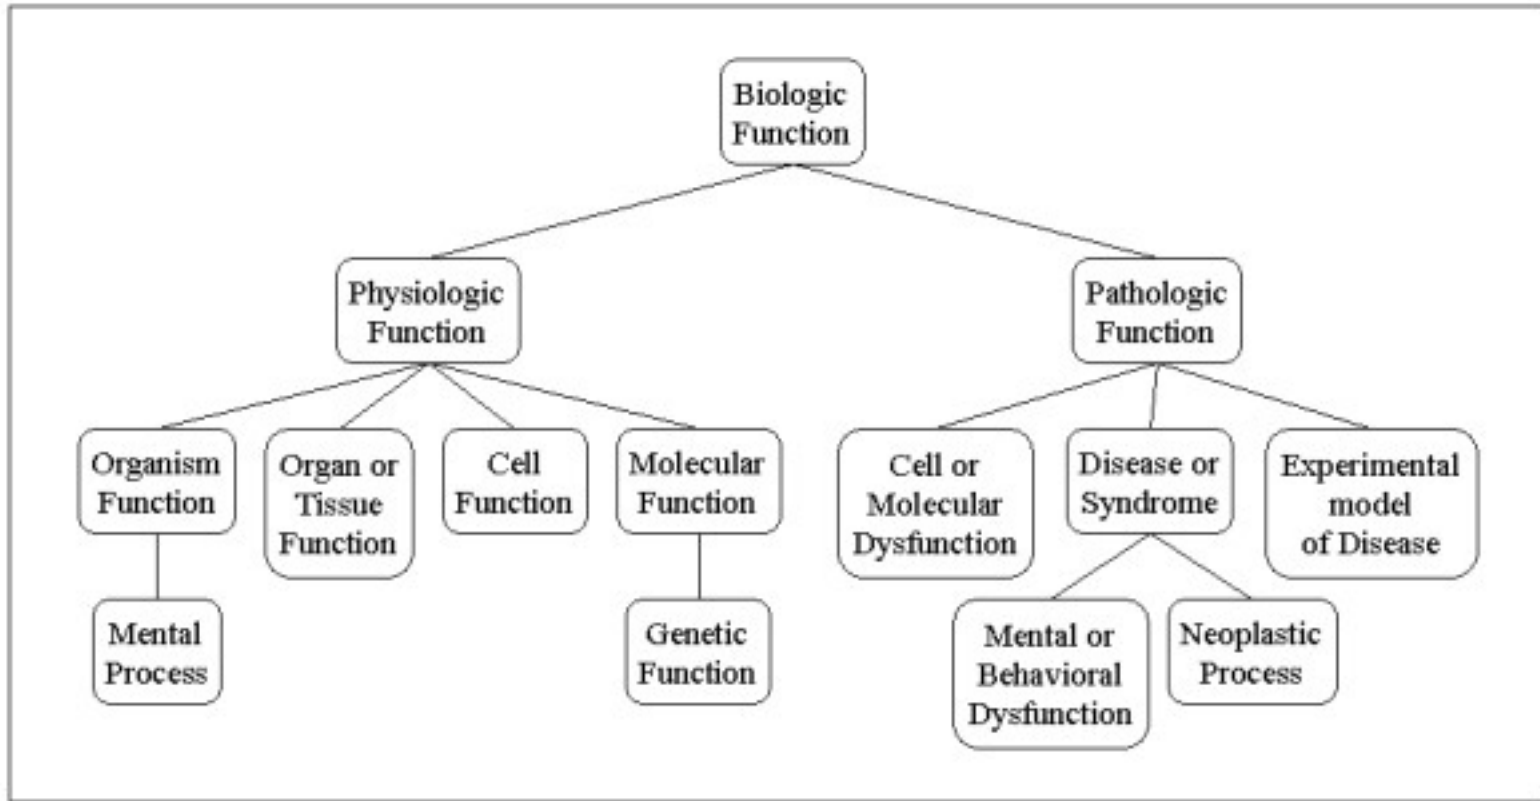 Biologic
Function
Physiologic
Function
Pathologic
Function
Organism
Function
Organ or
Tissue
Function
Cell
Function
Molecular
Function
Cell or
Molecular
Dysfunction
Disease or
Syndrome
Experimental
model
of Disease
Mental
Process
Genetic
Function
Mental or
Behavioral
Dysfunction
Neoplastic
Process